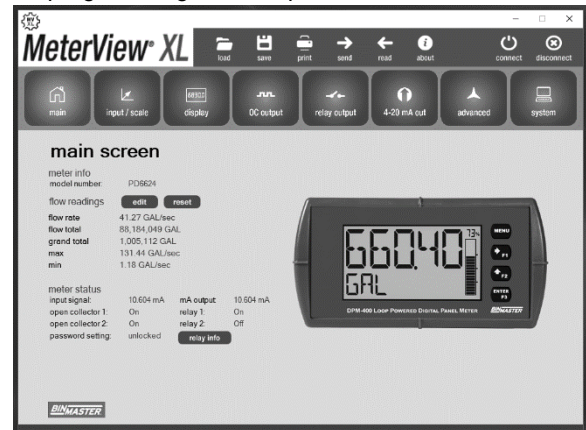 MeterView® XL
load save print send read about connect disconnect
main input / scale display OC output relay output 4-20 mA out advanced system
main screen
meter info
model number: PD6624
flow readings edit reset
flow rate 41.27 GAL/sec
flow total 88,184,049 GAL
grand total 1,005,112 GAL
max 131.44 GAL/sec
min 1.18 GAL/sec
meter status
input signal: 10.604 mA mA output: 10.604 mA
open collector 1: On relay 1: On
open collector 2: On relay 2: Off
password setting: unlocked relay info
660.40
73%
GAL
MENU
F1
F2
ENTER
F3
DPM-400 LOOP POWERED DIGITAL PANEL METER BINMASTER
BINMASTER